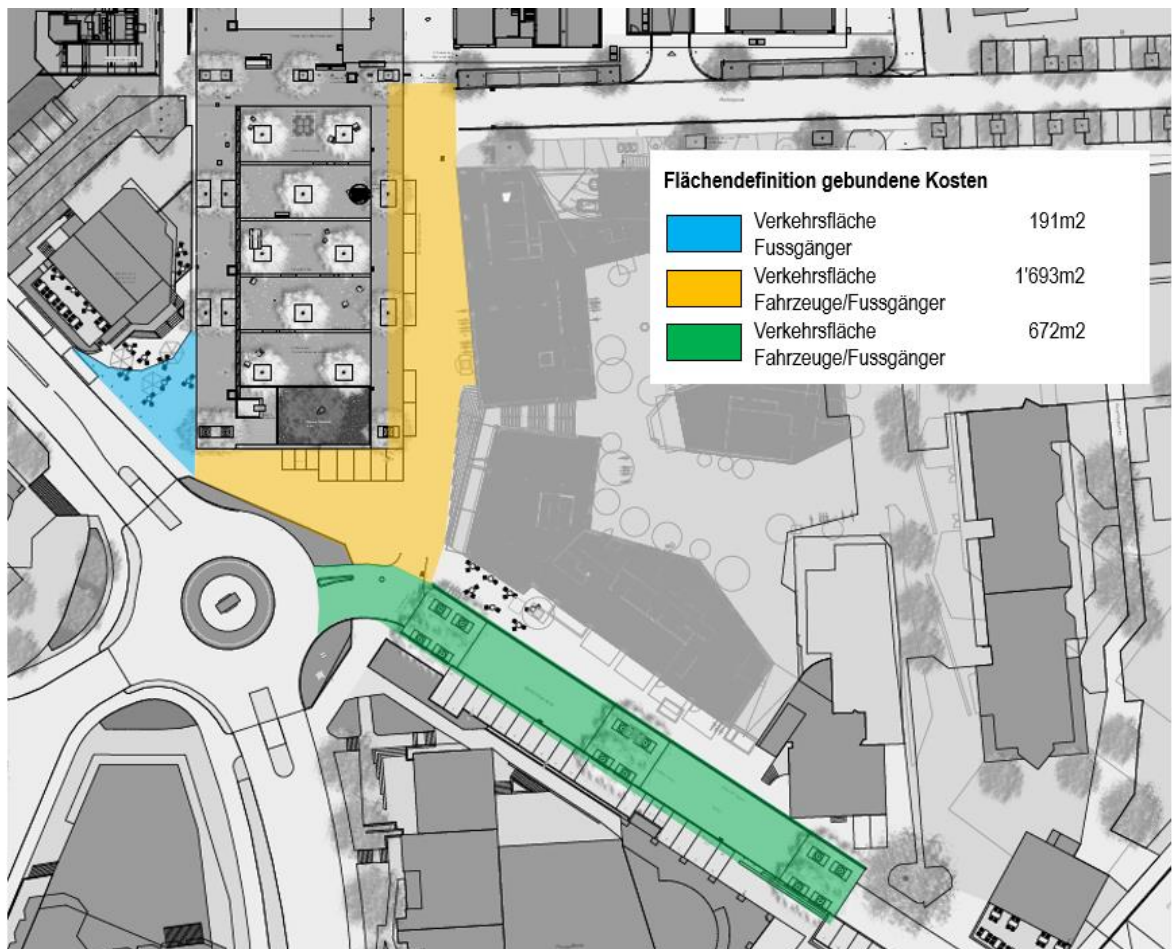 Flächendefinition gebundene Kosten
Verkehrsfläche 191m2
Fussgänger
Verkehrsfläche 1'693m2
Fahrzeuge/Fussgänger
Verkehrsfläche 672m2
Fahrzeuge/Fussgänger